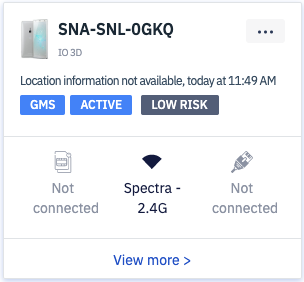 SNA-SNL-0GKQ
IO 3D
Location information not available, today at 11:49 AM
GMS ACTIVE LOW RISK
Not connected
Spectra - 2.4G
Not connected
View more >